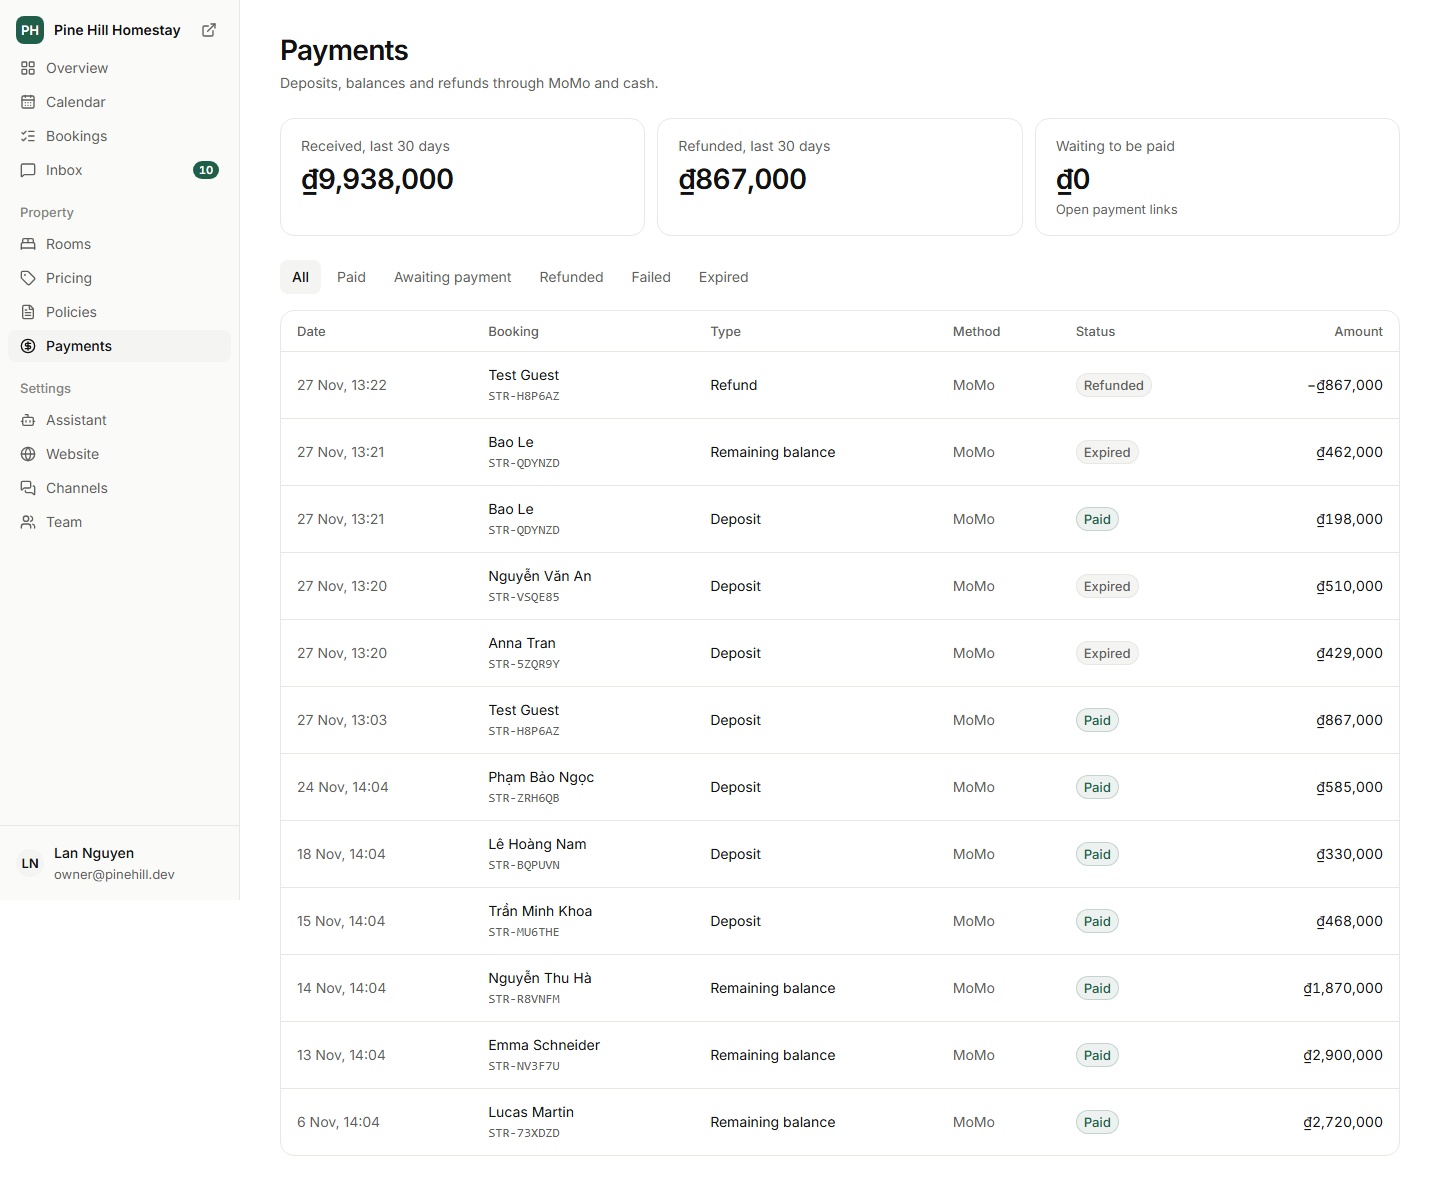 PH Pine Hill Homestay
Overview
Calendar
Bookings
Inbox 10
Property
Rooms
Pricing
Policies
Payments
Settings
Assistant
Website
Channels
Team
LN Lan Nguyen
owner@pinehill.dev
Payments
Deposits, balances and refunds through MoMo and cash.
Received, last 30 days
₫9,938,000
Refunded, last 30 days
₫867,000
Waiting to be paid
₫0
Open payment links
All Paid Awaiting payment Refunded Failed Expired
Date Booking Type Method Status Amount
27 Nov, 13:22 Test Guest Refund MoMo Refunded −₫867,000
STR-H8P6AZ
27 Nov, 13:21 Bao Le Remaining balance MoMo Expired ₫462,000
STR-QDYNZD
27 Nov, 13:21 Bao Le Deposit MoMo Paid ₫198,000
STR-QDYNZD
27 Nov, 13:20 Nguyễn Văn An Deposit MoMo Expired ₫510,000
STR-VSQE85
27 Nov, 13:20 Anna Tran Deposit MoMo Expired ₫429,000
STR-5ZQR9Y
27 Nov, 13:03 Test Guest Deposit MoMo Paid ₫867,000
STR-H8P6AZ
24 Nov, 14:04 Phạm Bảo Ngọc Deposit MoMo Paid ₫585,000
STR-ZRH6QB
18 Nov, 14:04 Lê Hoàng Nam Deposit MoMo Paid ₫330,000
STR-BQPUVN
15 Nov, 14:04 Trần Minh Khoa Deposit MoMo Paid ₫468,000
STR-MU6THE
14 Nov, 14:04 Nguyễn Thu Hà Remaining balance MoMo Paid ₫1,870,000
STR-R8VNFM
13 Nov, 14:04 Emma Schneider Remaining balance MoMo Paid ₫2,900,000
STR-NV3F7U
6 Nov, 14:04 Lucas Martin Remaining balance MoMo Paid ₫2,720,000
STR-73XDZD